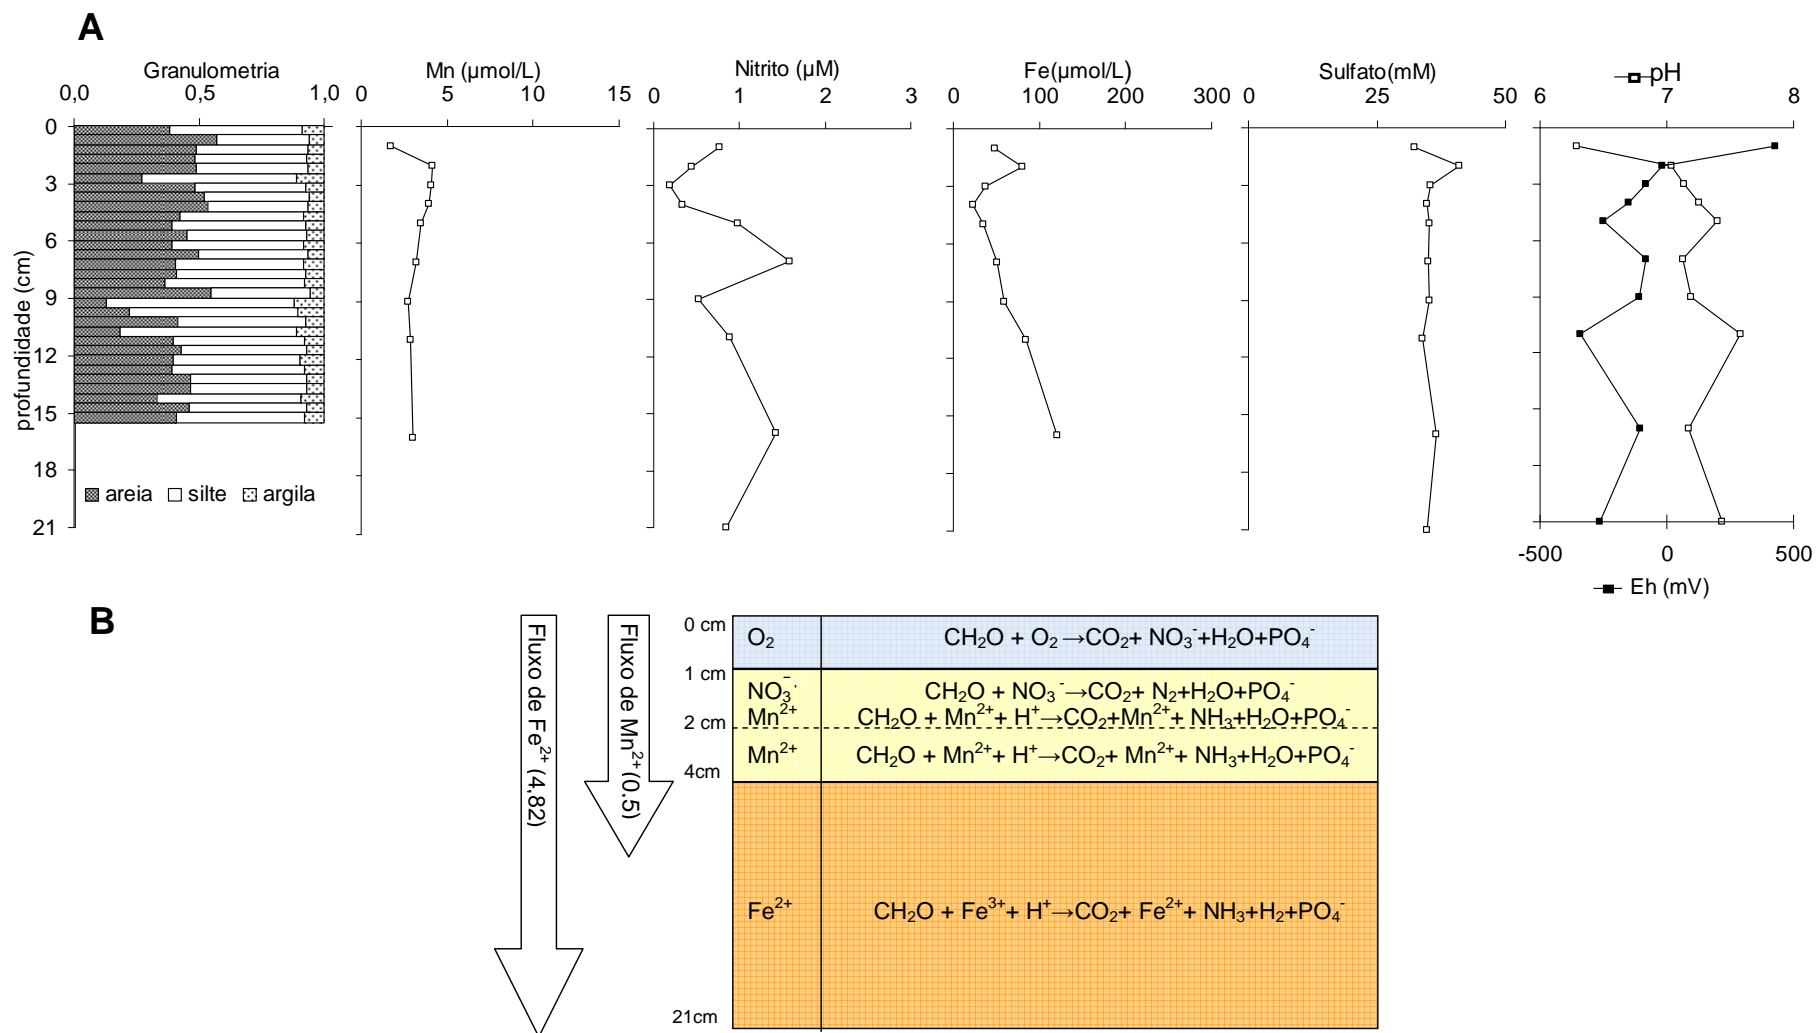 A
Granulometria
0,0 0,5 1,0
Mn (µmol/L)
0 5 10 15
Nitrito (µM)
0 1 2 3
Fe(µmol/L)
0 100 200 300
Sulfato(mM)
0 25 50
pH
6 7 8
profundidade (cm)
0
3
6
9
12
15
18
21
areia silte argila
-500 0 500
Eh (mV)
B
Fluxo de Fe²⁺ (4,82)
Fluxo de Mn²⁺ (0.5)
0 cm
O₂ CH₂O + O₂→CO₂+ NO₃⁻+H₂O+PO₄⁻
1 cm
NO₃⁻· CH₂O + NO₃⁻→CO₂+ N₂+H₂O+PO₄⁻
Mn²⁺ CH₂O + Mn²⁺+ H⁺→CO₂+Mn²⁺+ NH₃+H₂O+PO₄⁻
2 cm
Mn²⁺ CH₂O + Mn²⁺+ H⁺→CO₂+ Mn²⁺+ NH₃+H₂O+PO₄⁻
4cm
Fe²⁺ CH₂O + Fe³⁺+ H⁺→CO₂+ Fe²⁺+ NH₃+H₂+PO₄⁻
21cm